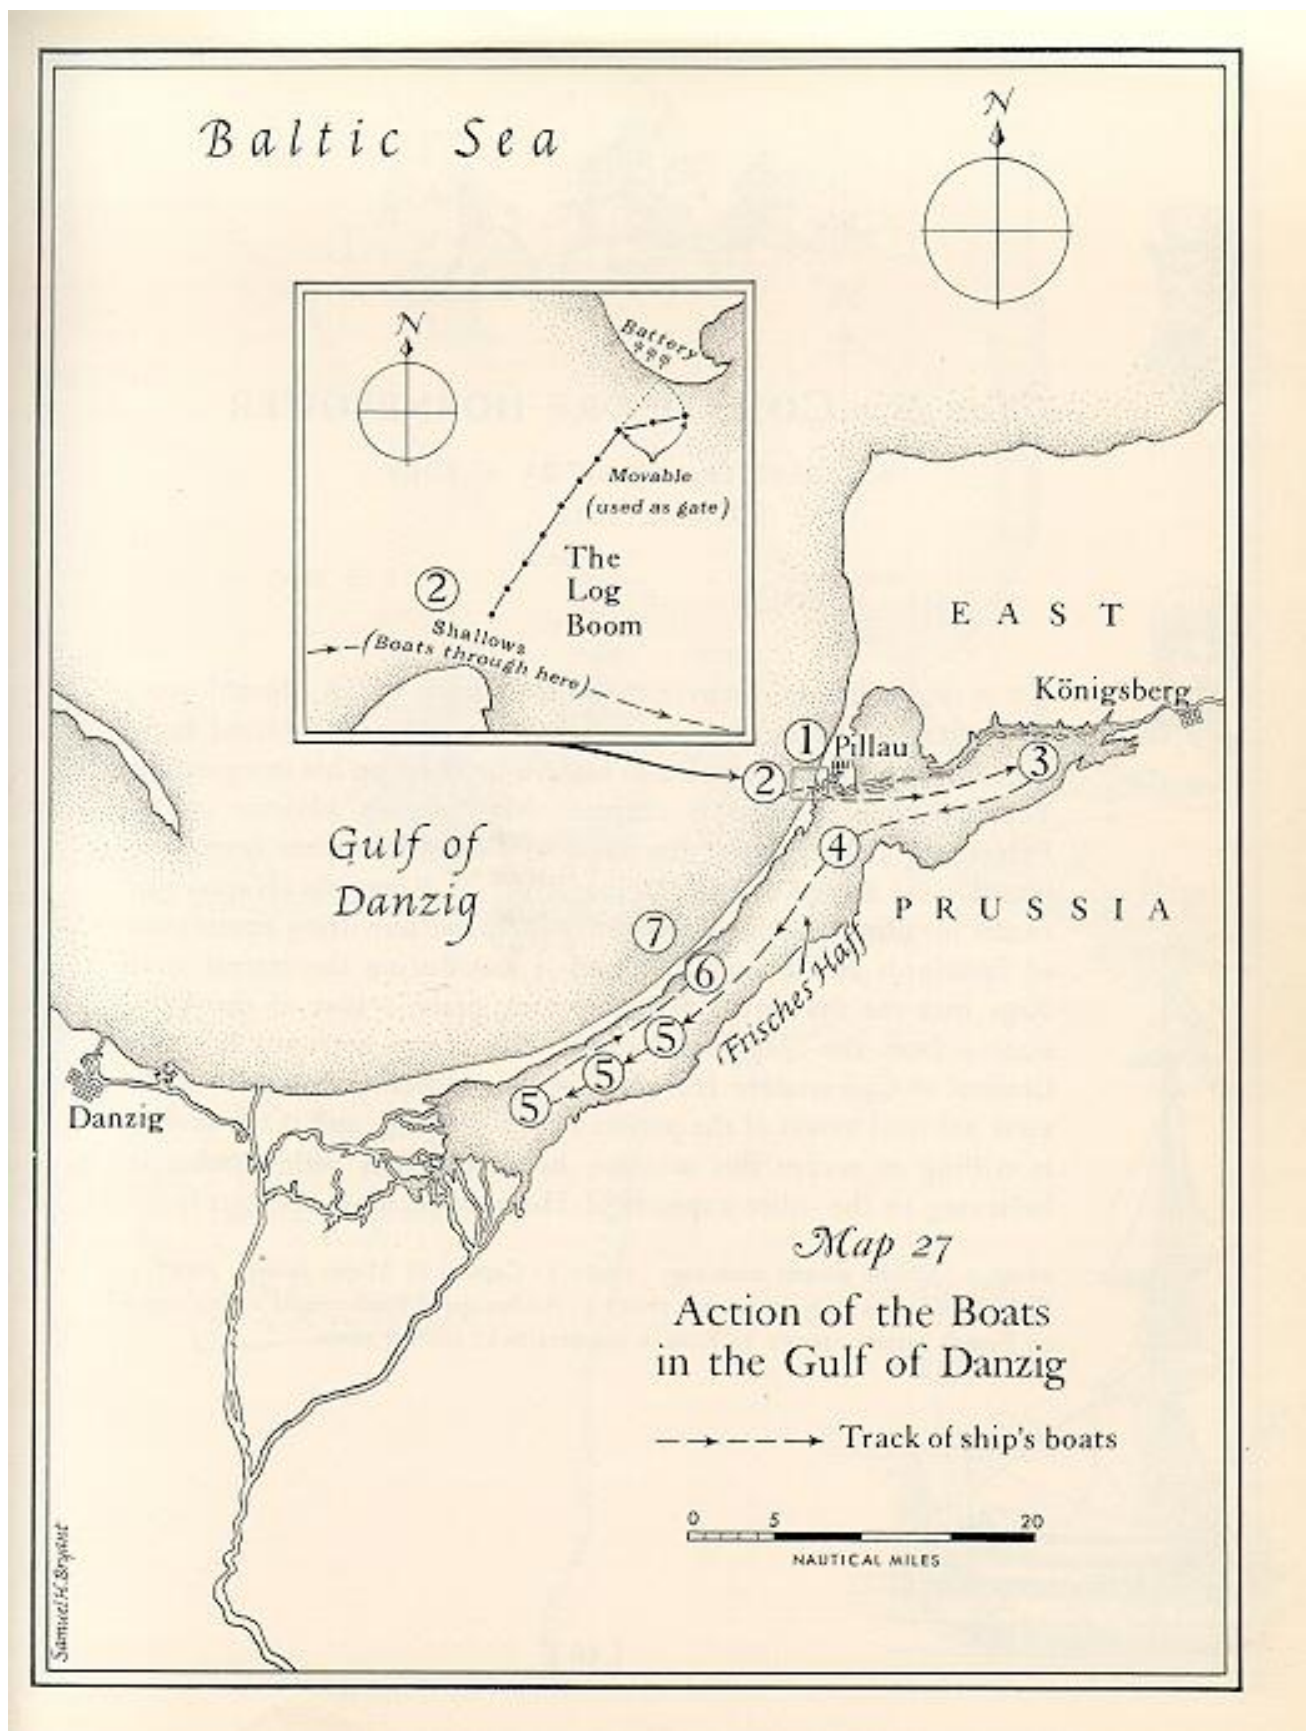 Baltic Sea
N
N
Battery
Movable
(used as gate)
The
Log
Boom
2
Shallows
(Boats through here)
EAST
Königsberg
1
Pillau
2
3
Gulf of
Danzig
4
PRUSSIA
7
6
Frisches Haff
5
5
5
Danzig
Map 27
Action of the Boats
in the Gulf of Danzig
Track of ship's boats
0 5 20
NAUTICAL MILES
Samuel H. Bryant